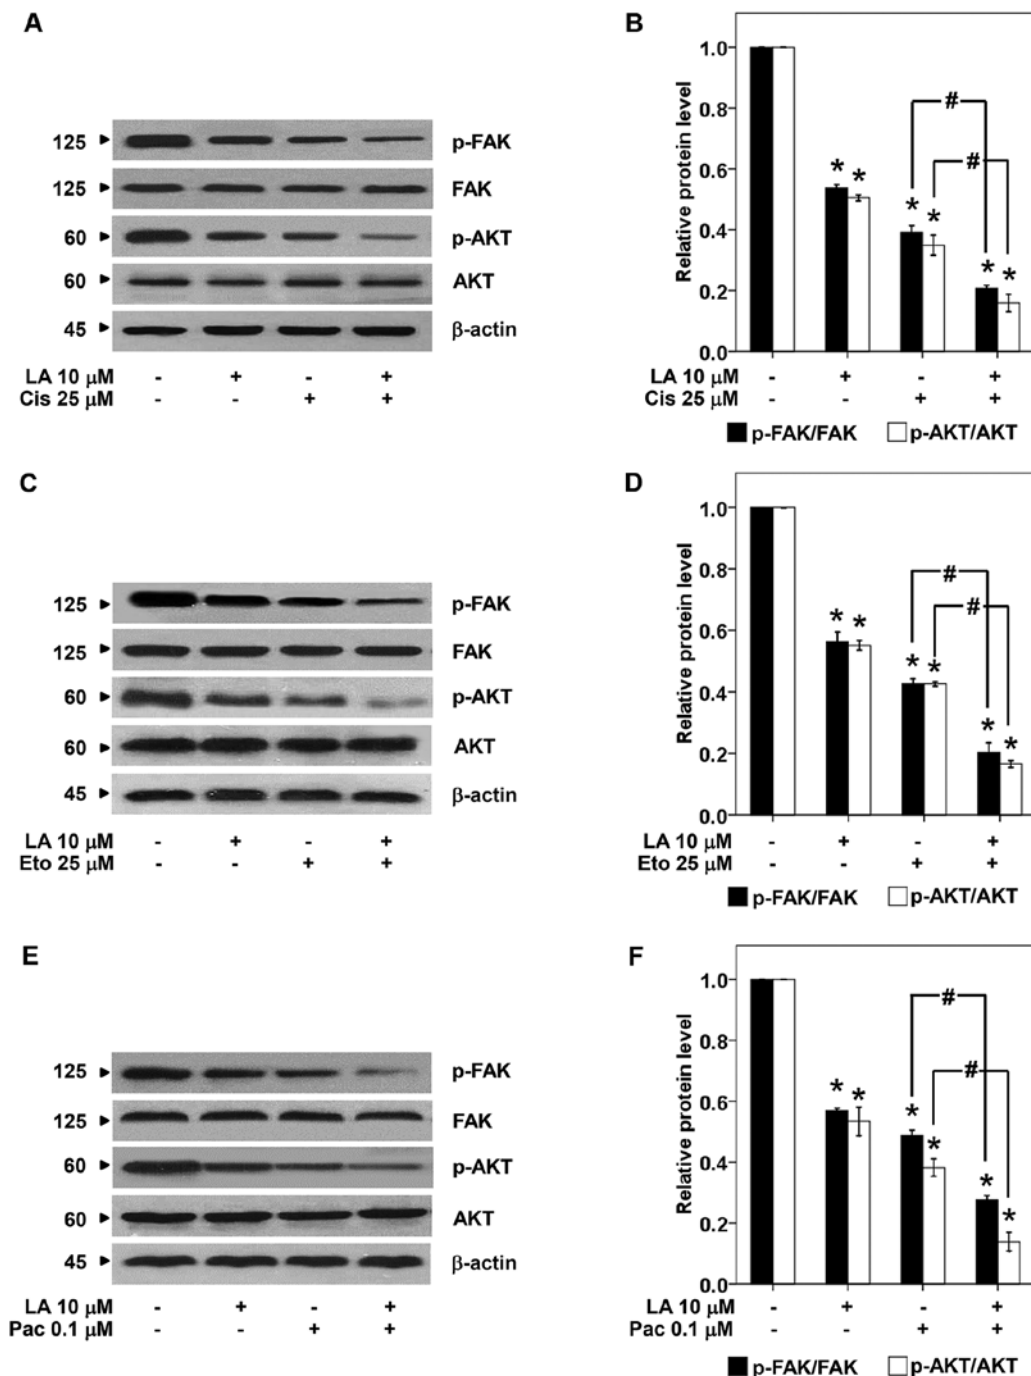 A
125 ► p-FAK
125 ► FAK
60 ► p-AKT
60 ► AKT
45 ► β-actin
LA 10 μM - + - +
Cis 25 μM - - + +
B
Relative protein level
1.0
0.8
0.6
0.4
0.2
0.0
# #
* * * * * *
LA 10 μM - + - +
Cis 25 μM - - + +
p-FAK/FAK p-AKT/AKT
C
125 ► p-FAK
125 ► FAK
60 ► p-AKT
60 ► AKT
45 ► β-actin
LA 10 μM - + - +
Eto 25 μM - - + +
D
Relative protein level
1.0
0.8
0.6
0.4
0.2
0.0
# #
* * * * * *
LA 10 μM - + - +
Eto 25 μM - - + +
p-FAK/FAK p-AKT/AKT
E
125 ► p-FAK
125 ► FAK
60 ► p-AKT
60 ► AKT
45 ► β-actin
LA 10 μM - + - +
Pac 0.1 μM - - + +
F
Relative protein level
1.0
0.8
0.6
0.4
0.2
0.0
# #
* * * * * *
LA 10 μM - + - +
Pac 0.1 μM - - + +
p-FAK/FAK p-AKT/AKT